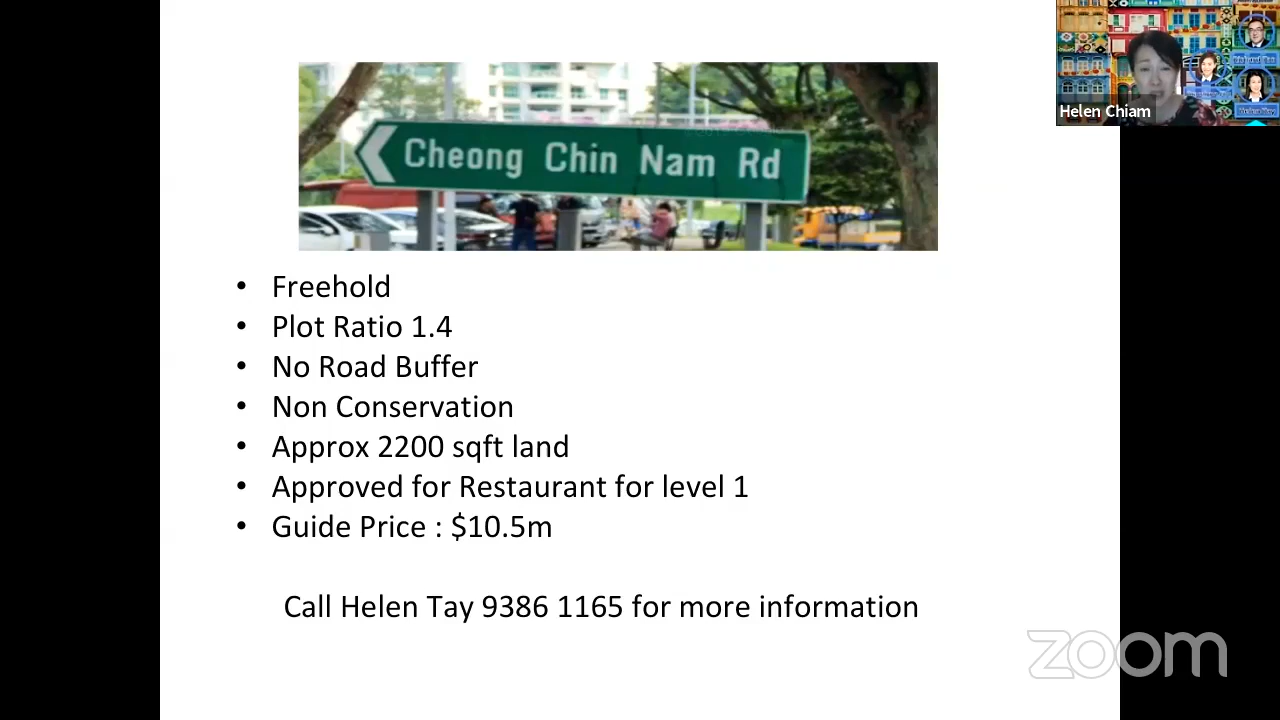 Cheong Chin Nam Rd
Helen Chiam
• Freehold
• Plot Ratio 1.4
• No Road Buffer
• Non Conservation
• Approx 2200 sqft land
• Approved for Restaurant for level 1
• Guide Price : $10.5m
Call Helen Tay 9386 1165 for more information
zoom